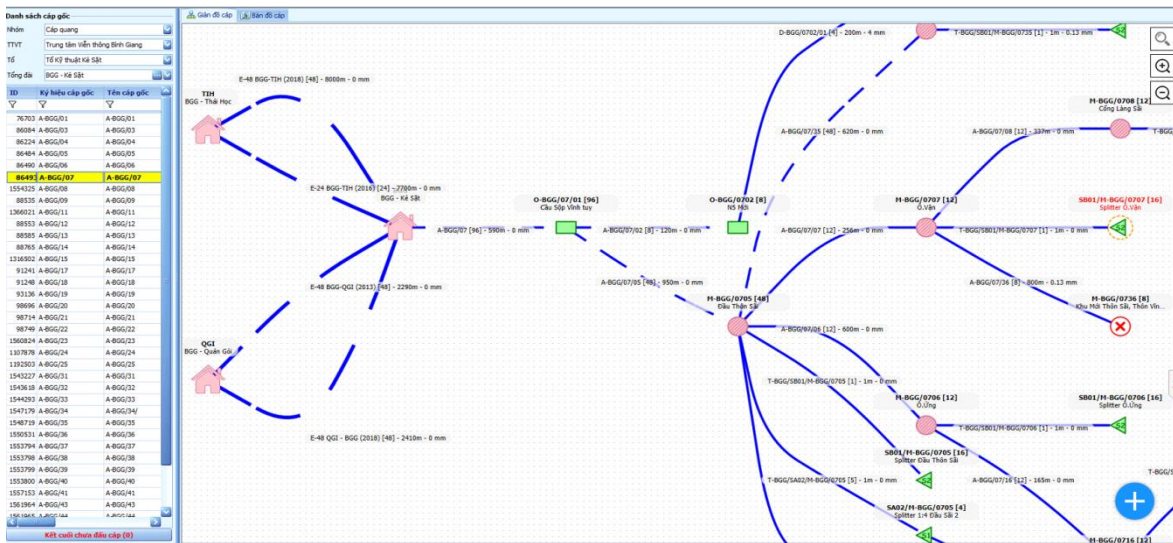 Danh sách cáp gốc
Nhóm Cáp quang
TTVT Trung tâm Viễn thông Bình Giang
Tổ Tổ Kỹ thuật Kẻ Sặt
Tổng đài BGG - Kẻ Sặt
ID Ký hiệu cáp gốc Tên cáp gốc
76703 A-BGG/01 A-BGG/01
86084 A-BGG/03 A-BGG/03
86224 A-BGG/04 A-BGG/04
86484 A-BGG/05 A-BGG/05
86490 A-BGG/06 A-BGG/06
86493 A-BGG/07 A-BGG/07
1554325 A-BGG/08 A-BGG/08
88535 A-BGG/09 A-BGG/09
1366021 A-BGG/11 A-BGG/11
88553 A-BGG/12 A-BGG/12
88585 A-BGG/13 A-BGG/13
88765 A-BGG/14 A-BGG/14
1316502 A-BGG/15 A-BGG/15
91241 A-BGG/17 A-BGG/17
91248 A-BGG/18 A-BGG/18
93136 A-BGG/19 A-BGG/19
98696 A-BGG/20 A-BGG/20
98714 A-BGG/21 A-BGG/21
98749 A-BGG/22 A-BGG/22
1560824 A-BGG/23 A-BGG/23
1107878 A-BGG/24 A-BGG/24
1192503 A-BGG/25 A-BGG/25
1543227 A-BGG/31 A-BGG/31
1543618 A-BGG/32 A-BGG/32
1544293 A-BGG/33 A-BGG/33
1547179 A-BGG/34 A-BGG/34/
1548719 A-BGG/35 A-BGG/35
1550531 A-BGG/36 A-BGG/36
1553794 A-BGG/37 A-BGG/37
1553798 A-BGG/38 A-BGG/38
1553799 A-BGG/39 A-BGG/39
1553800 A-BGG/40 A-BGG/40
1557153 A-BGG/41 A-BGG/41
1561964 A-BGG/43 A-BGG/43
1561965 A-BGG/44 A-BGG/44
Kết cuối chưa đấu cáp (0)
Giản đồ cáp Bản đồ cáp
D-BGG/0702/01 [4] - 200m - 4 mm
T-BGG/SB01/M-BGG/0735 [1] - 1m - 0.13 mm
E-48 BGG-TIH (2018) [48] - 8000m - 0 mm
TIH
BGG - Thái Học
M-BGG/0708 [12]
Cổng Làng Sãi
A-BGG/07/35 [48] - 620m - 0 mm
A-BGG/07/08 [12] - 337m - 0 mm
T-BGG
E-24 BGG-TIH (2016) [24] - 7700m - 0 mm
BGG - Kẻ Sặt
O-BGG/07/01 [96]
Cầu Sộp Vĩnh tuy
O-BGG/0702 [8]
N5 Mới
M-BGG/0707 [12]
Ô.Vận
SB01/M-BGG/0707 [16]
Splitter Ô.Vận
A-BGG/07 [96] - 590m - 0 mm
A-BGG/07/02 [8] - 120m - 0 mm
A-BGG/07/07 [12] - 256m - 0 mm
T-BGG/SB01/M-BGG/0707 [1] - 1m - 0 mm
A-BGG/07/05 [48] - 950m - 0 mm
A-BGG/07/36 [8] - 800m - 0.13 mm
E-48 BGG-QGI (2013) [48] - 2290m - 0 mm
M-BGG/0705 [48]
Đầu Thôn Sãi
M-BGG/0736 [8]
Khu Mới Thôn Sãi, Thôn Vĩn...
A-BGG/07/06 [12] - 600m - 0 mm
QGI
BGG - Quán Gỏi
T-BGG/SB01/M-BGG/0705 [1] - 1m - 0 mm
M-BGG/0706 [12]
Ô.Ứng
SB01/M-BGG/0706 [16]
Splitter Ô.Ứng
T-BGG/SB01/M-BGG/0706 [1] - 1m - 0 mm
E-48 QGI - BGG (2018) [48] - 2410m - 0 mm
SB01/M-BGG/0705 [16]
Splitter Đầu Thôn Sãi
T-BGG/S
T-BGG/SA02/M-BGG/0705 [5] - 1m - 0 mm
S2
A-BGG/07/16 [12] - 165m - 0 mm
SA02/M-BGG/0705 [4]
Splitter 1:4 Đầu Sãi 2
S1
M-BGG/0716 [12]